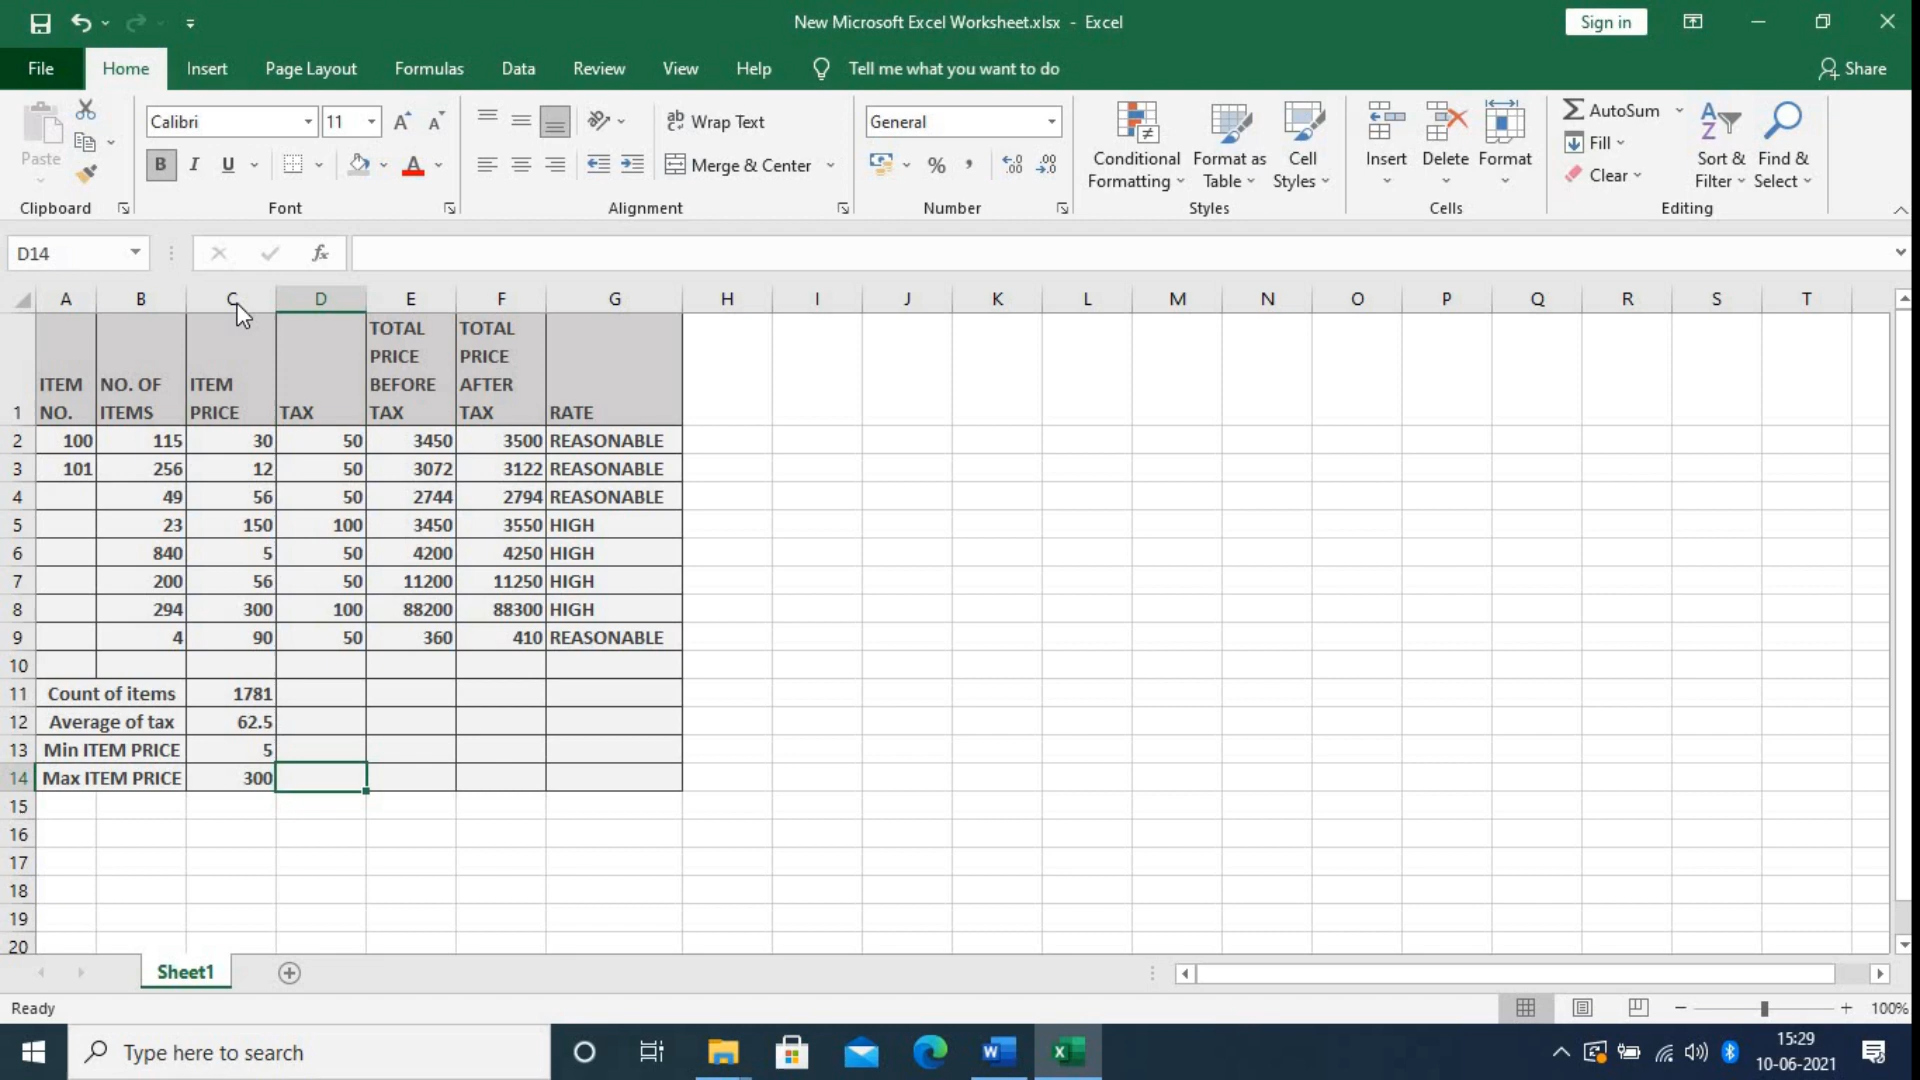 New Microsoft Excel Worksheet.xlsx - Excel
Sign in
File Home Insert Page Layout Formulas Data Review View Help Tell me what you want to do Share
Paste
Calibri 11
B I U
Wrap Text
Merge & Center
General
%
Conditional Formatting
Format as Table
Cell Styles
Insert
Delete
Format
AutoSum
Fill
Clear
Sort & Filter
Find & Select
Clipboard Font Alignment Number Styles Cells Editing
D14 fx
A B C D E F G H I J K L M N O P Q R S T
1 ITEM NO. NO. OF ITEMS ITEM PRICE TAX TOTAL PRICE BEFORE TAX TOTAL PRICE AFTER TAX RATE
2 100 115 30 50 3450 3500 REASONABLE
3 101 256 12 50 3072 3122 REASONABLE
4 49 56 50 2744 2794 REASONABLE
5 23 150 100 3450 3550 HIGH
6 840 5 50 4200 4250 HIGH
7 200 56 50 11200 11250 HIGH
8 294 300 100 88200 88300 HIGH
9 4 90 50 360 410 REASONABLE
10
11 Count of items 1781
12 Average of tax 62.5
13 Min ITEM PRICE 5
14 Max ITEM PRICE 300
15
16
17
18
19
20
Sheet1
Ready 100%
Type here to search
15:29
10-06-2021